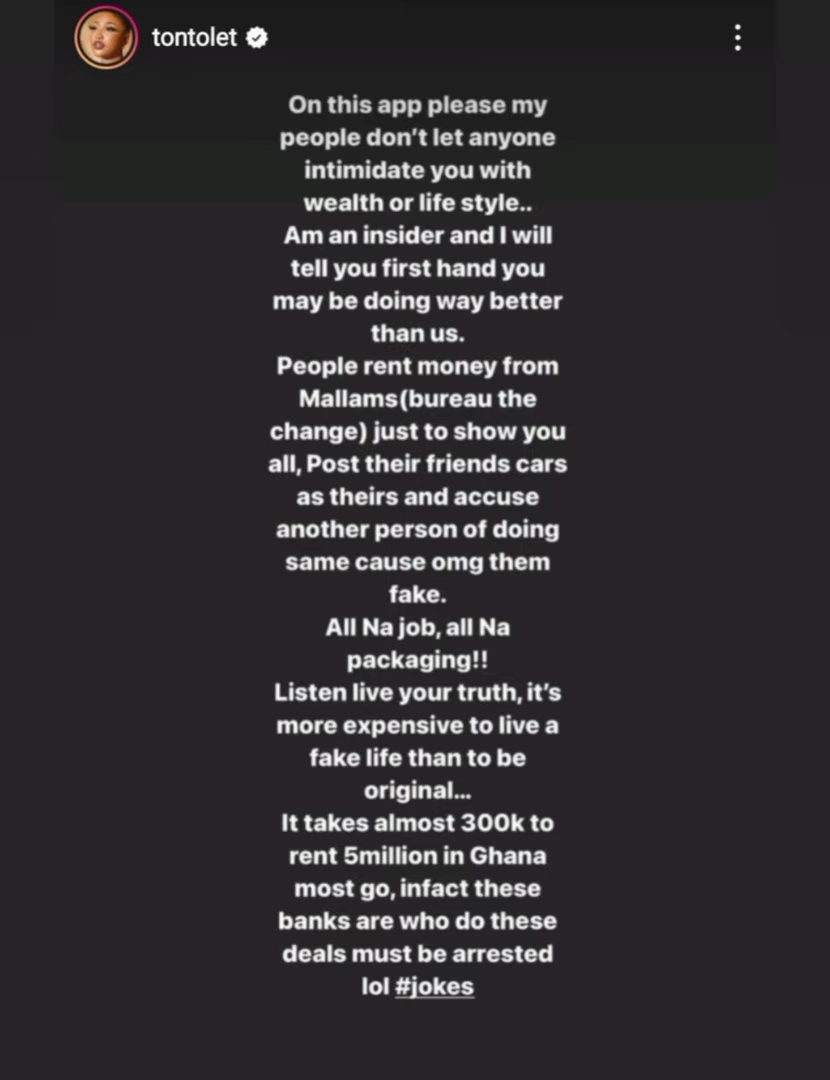 tontolet
On this app please my
people don't let anyone
intimidate you with
wealth or life style..
Am an insider and I will
tell you first hand you
may be doing way better
than us.
People rent money from
Mallams(bureau the
change) just to show you
all, Post their friends cars
as theirs and accuse
another person of doing
same cause omg them
fake.
All Na job, all Na
packaging!!
Listen live your truth, it's
more expensive to live a
fake life than to be
original...
It takes almost 300k to
rent 5million in Ghana
most go, infact these
banks are who do these
deals must be arrested
lol #jokes